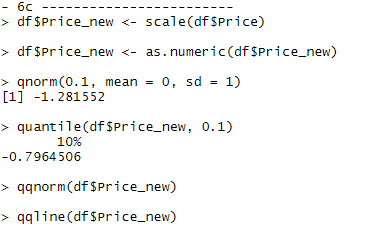 - 6c ------------------------
> df$Price_new <- scale(df$Price)
> df$Price_new <- as.numeric(df$Price_new)
> qnorm(0.1, mean = 0, sd = 1)
[1] -1.281552
> quantile(df$Price_new, 0.1)
10%
-0.7964506
> qqnorm(df$Price_new)
> qqline(df$Price_new)